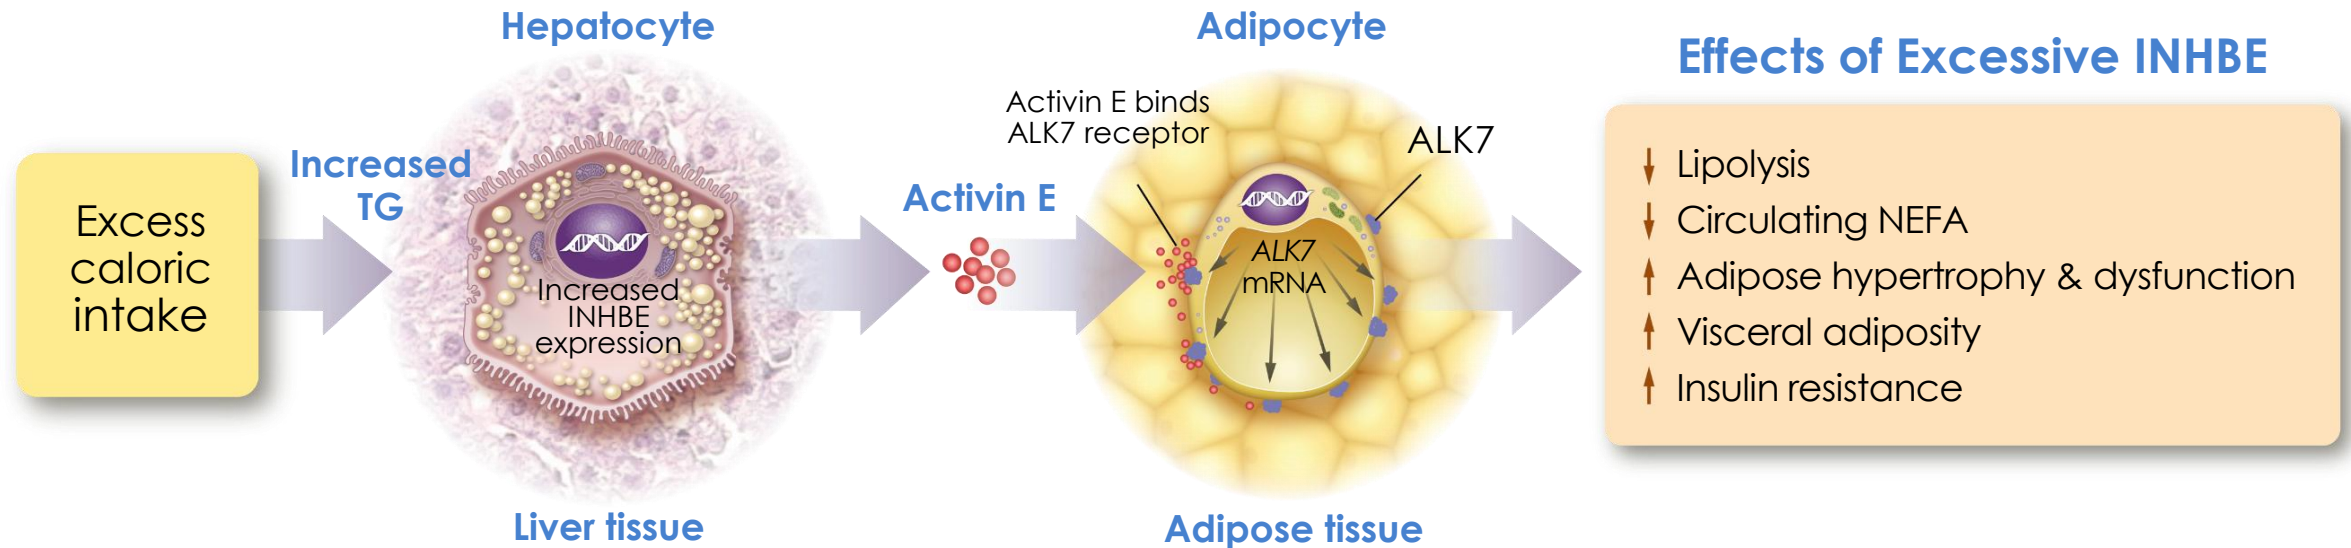 Excess
caloric
intake
Increased
TG
Hepatocyte
Increased
INHBE
expression
Liver tissue
Activin E
Adipocyte
Activin E binds
ALK7 receptor
ALK7
ALK7
mRNA
Adipose tissue
Effects of Excessive INHBE
↓ Lipolysis
↓ Circulating NEFA
↑ Adipose hypertrophy & dysfunction
↑ Visceral adiposity
↑ Insulin resistance